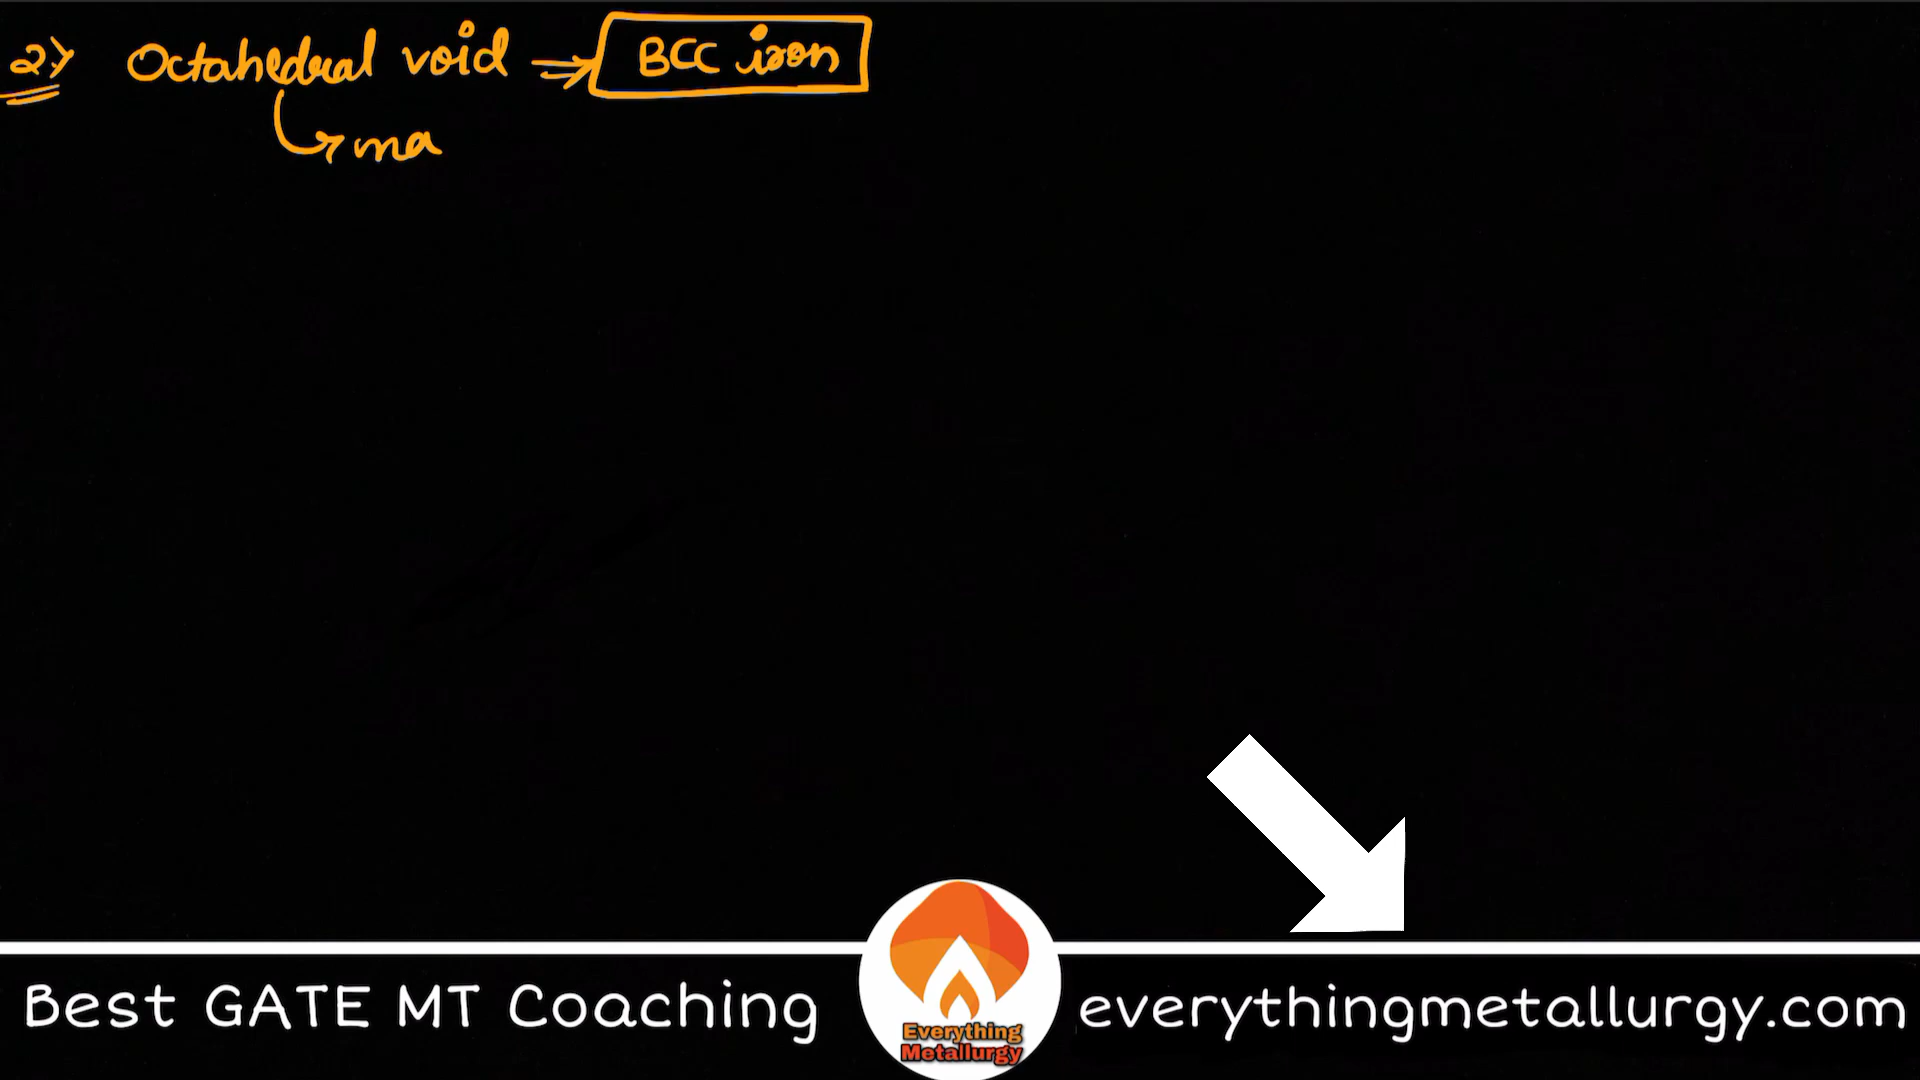 2) Octahedral void ⇒ BCC iron
↳ ma
Best GATE MT Coaching
Everything
Metallurgy
everythingmetallurgy.com